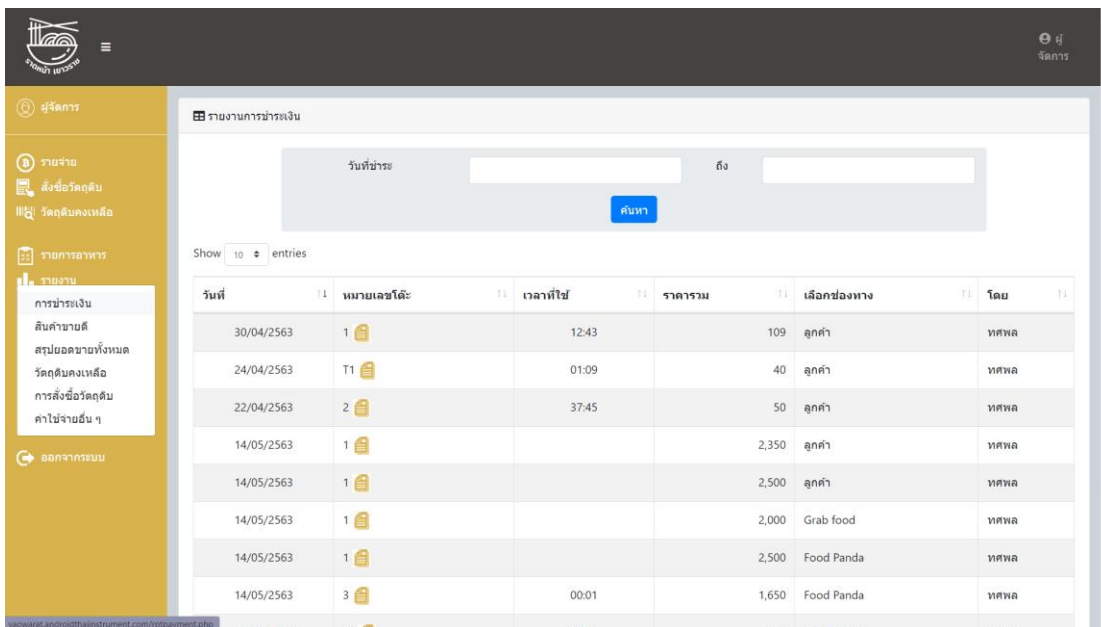 ราดหน้า เยาวราช
ผู้
จัดการ
ผู้จัดการ
รายจ่าย
สั่งซื้อวัตถุดิบ
วัตถุดิบคงเหลือ
รายการอาหาร
รายงาน
การชำระเงิน
สินค้าขายดี
สรุปยอดขายทั้งหมด
วัตถุดิบคงเหลือ
การสั่งซื้อวัตถุดิบ
ค่าใช้จ่ายอื่น ๆ
ออกจากระบบ
รายงานการชำระเงิน
วันที่ชำระ ถึง
ค้นหา
Show 10 entries
วันที่ หมายเลขโต๊ะ เวลาที่ใช้ ราคารวม เลือกช่องทาง โดย
30/04/2563 1 12:43 109 ลูกค้า ทศพล
24/04/2563 T1 01:09 40 ลูกค้า ทศพล
22/04/2563 2 37:45 50 ลูกค้า ทศพล
14/05/2563 1 2,350 ลูกค้า ทศพล
14/05/2563 1 2,500 ลูกค้า ทศพล
14/05/2563 1 2,000 Grab food ทศพล
14/05/2563 1 2,500 Food Panda ทศพล
14/05/2563 3 00:01 1,650 Food Panda ทศพล
yaowarat.androidthaiinstrument.com/rptpayment.php